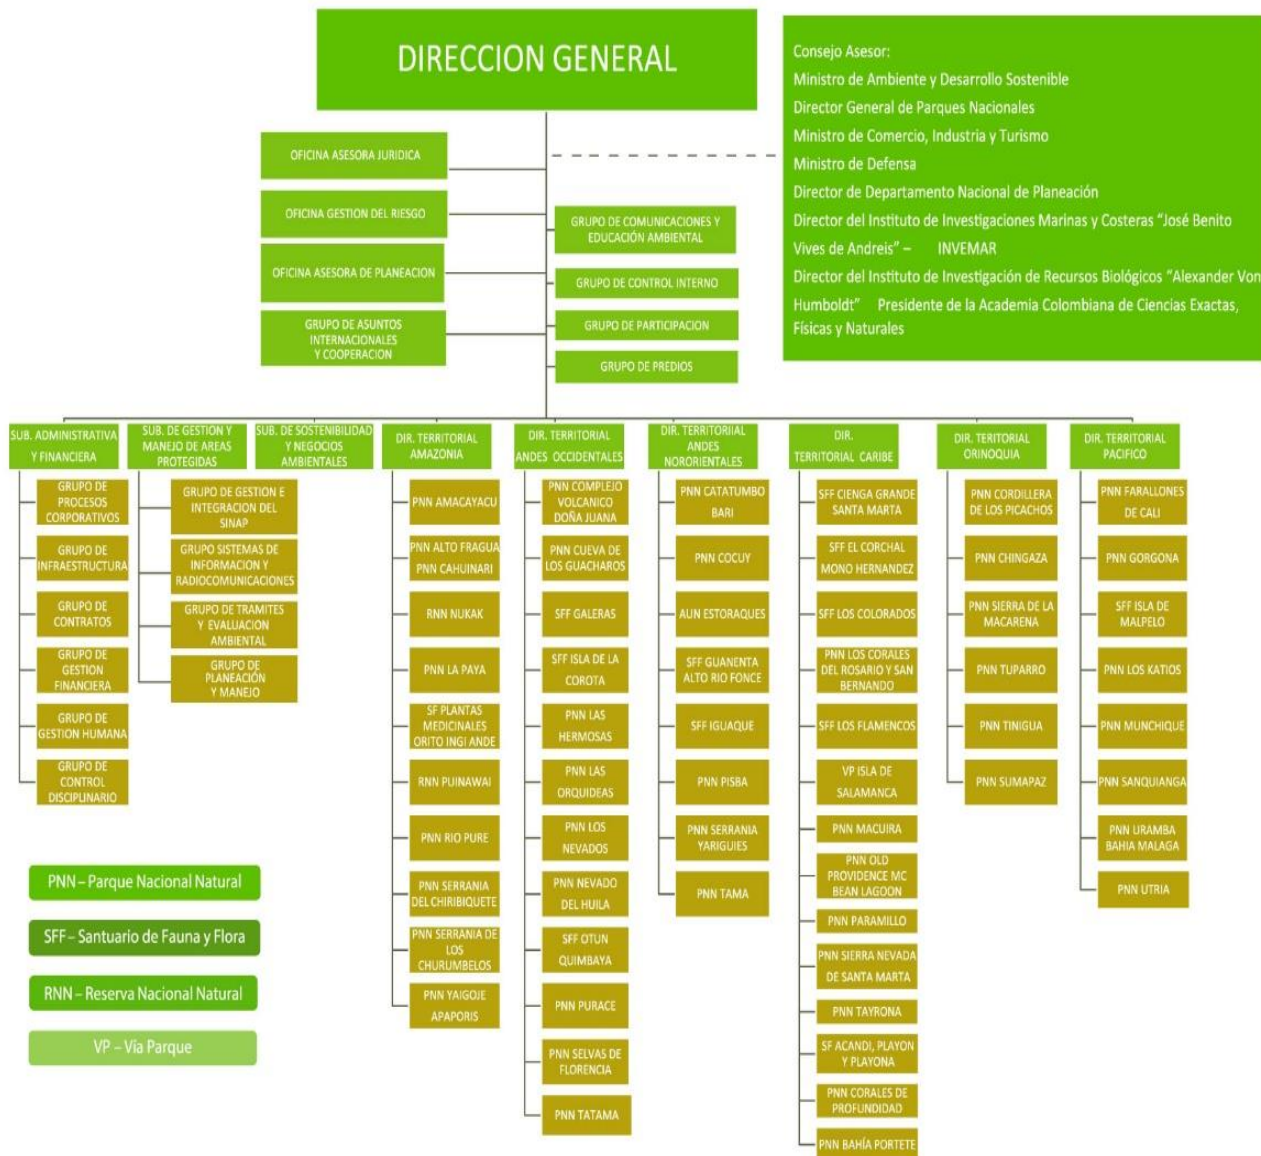 DIRECCION GENERAL
Consejo Asesor:
Ministro de Ambiente y Desarrollo Sostenible
Director General de Parques Nacionales
Ministro de Comercio, Industria y Turismo
Ministro de Defensa
Director de Departamento Nacional de Planeación
Director del Instituto de Investigaciones Marinas y Costeras “José Benito
Vives de Andreis” – INVEMAR
Director del Instituto de Investigación de Recursos Biológicos “Alexander Von
Humboldt” Presidente de la Academia Colombiana de Ciencias Exactas,
Físicas y Naturales
OFICINA ASESORA JURIDICA
OFICINA GESTION DEL RIESGO
OFICINA ASESORA DE PLANEACION
GRUPO DE ASUNTOS
INTERNACIONALES
Y COOPERACION
GRUPO DE COMUNICACIONES Y
EDUCACIÓN AMBIENTAL
GRUPO DE CONTROL INTERNO
GRUPO DE PARTICIPACION
GRUPO DE PREDIOS
SUB. ADMINISTRATIVA
Y FINANCIERA
GRUPO DE
PROCESOS
CORPORATIVOS
GRUPO DE
INFRAESTRUCTURA
GRUPO DE
CONTRATOS
GRUPO DE
GESTION
FINANCIERA
GRUPO DE
GESTION HUMANA
GRUPO DE
CONTROL
DISCIPLINARIO
SUB. DE GESTIÓN Y
MANEJO DE AREAS
PROTEGIDAS
GRUPO DE GESTION E
INTEGRACION DEL
SINAP
GRUPO SISTEMAS DE
INFORMACION Y
RADIOCOMUNICACIONES
GRUPO DE TRAMITES
Y EVALUACION
AMBIENTAL
GRUPO DE
PLANEACIÓN
Y MANEJO
SUB. DE SOSTENIBILIDAD
Y NEGOCIOS
AMBIENTALES
DIR. TERRITORIAL
AMAZONIA
PNN AMACAYACU
PNN ALTO FRAGUA
PNN CAHUINARI
RNN NUKAK
PNN LA PAYA
SF PLANTAS
MEDICINALES
ORITO INGI ANDE
RNN PUINAWAI
PNN RIO PURE
PNN SERRANIA
DEL CHIRIBIQUETE
PNN SERRANIA DE
LOS
CHURUMBELOS
PNN YAIGOJE
APAPORIS
DIR. TERRITORIAL
ANDES OCCIDENTALES
PNN COMPLEJO
VOLCANICO
DOÑA JUANA
PNN CUEVA DE
LOS GUACHAROS
SFF GALERAS
SFF ISLA DE LA
COROTA
PNN LAS
HERMOSAS
PNN LAS
ORQUIDEAS
PNN LOS
NEVADOS
PNN NEVADO
DEL HUILA
SFF OTUN
QUIMBAYA
PNN PURACE
PNN SELVAS DE
FLORENCIA
PNN TATAMA
DIR. TERRITORIIAL
ANDES
NORORIENTALES
PNN CATATUMBO
BARI
PNN COCUY
AUN ESTORAQUES
SFF GUANENTA
ALTO RIO FONCE
SFF IGUAQUE
PNN PISBA
PNN SERRANIA
YARIGUIES
PNN TAMA
DIR.
TERRITORIAL CARIBE
SFF CIENGA GRANDE
SANTA MARTA
SFF EL CORCHAL
MONO HERNANDEZ
SFF LOS COLORADOS
PNN LOS CORALES
DEL ROSARIO Y SAN
BERNANDO
SFF LOS FLAMENCOS
VP ISLA DE
SALAMANCA
PNN MACUIRA
PNN OLD
PROVIDENCE MC
BEAN LAGOON
PNN PARAMILLO
PNN SIERRA NEVADA
DE SANTA MARTA
PNN TAYRONA
SF ACANDI, PLAYON
Y PLAYONA
PNN CORALES DE
PROFUNDIDAD
PNN BAHÍA PORTETE
DIR. TERITORIAL
ORINOQUIA
PNN CORDILLERA
DE LOS PICACHOS
PNN CHINGAZA
PNN SIERRA DE LA
MACARENA
PNN TUPARRO
PNN TINIGUA
PNN SUMAPAZ
DIR. TERRITORIAL
PACIFICO
PNN FARALLONES
DE CALI
PNN GORGONA
SFF ISLA DE
MALPELO
PNN LOS KATIOS
PNN MUNCHIQUE
PNN SANQUIANGA
PNN URAMBA
BAHIA MALAGA
PNN UTRIA
PNN – Parque Nacional Natural
SFF – Santuario de Fauna y Flora
RNN – Reserva Nacional Natural
VP – Vía Parque